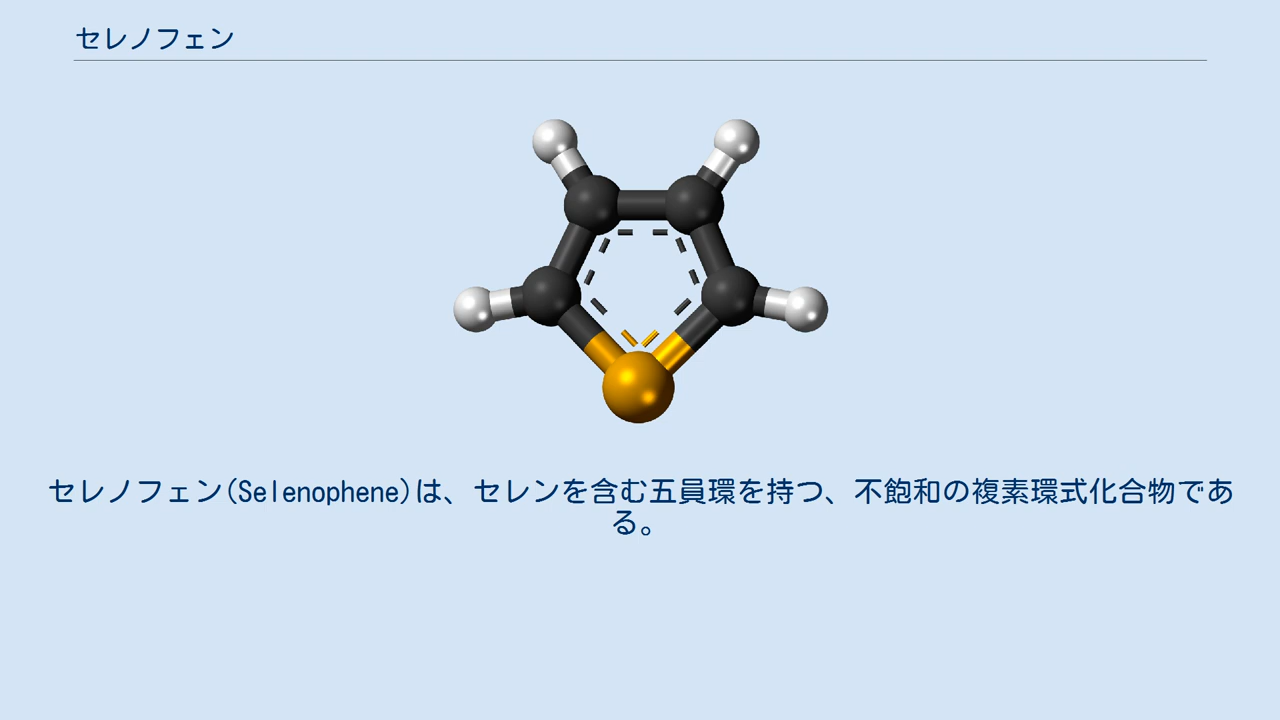 セレノフェン
セレノフェン(Selenophene)は、セレンを含む五員環を持つ、不飽和の複素環式化合物であ
る。